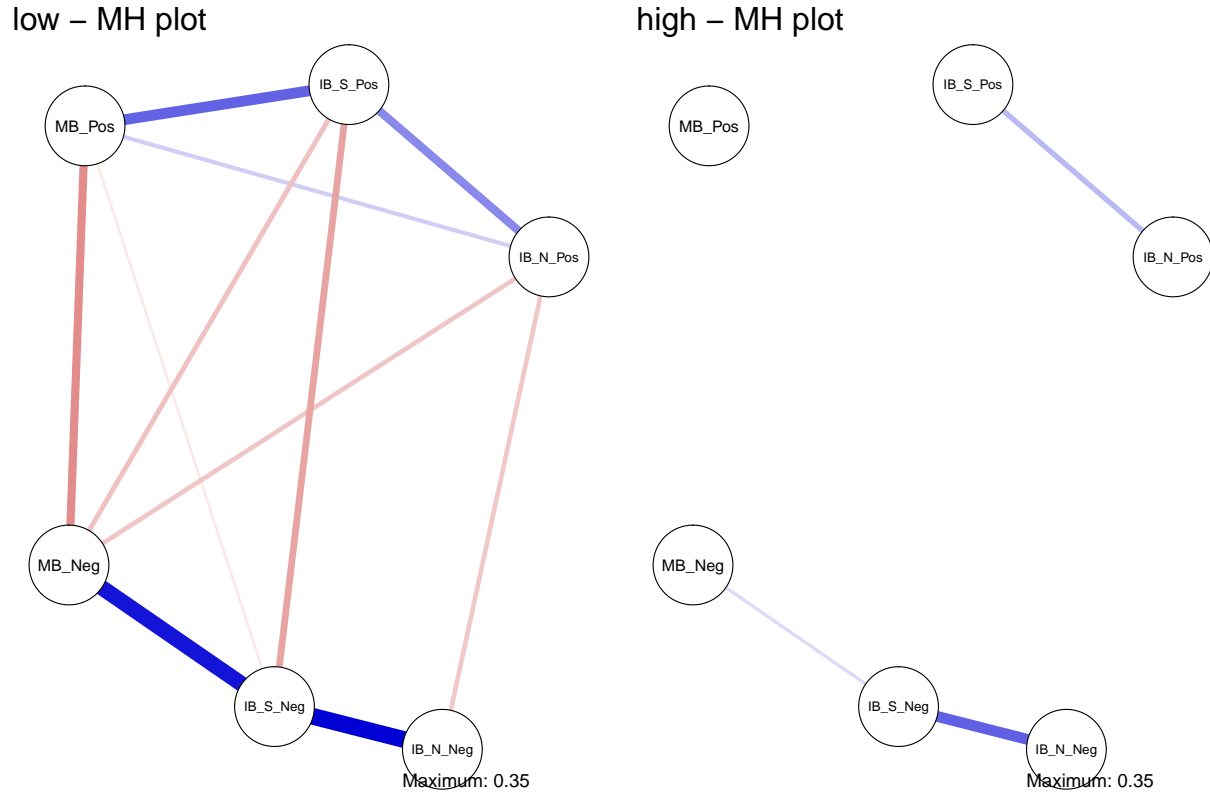 low – MH plot
IB_S_Pos
MB_Pos
IB_N_Pos
MB_Neg
IB_S_Neg
IB_N_Neg
Maximum: 0.35
high – MH plot
IB_S_Pos
MB_Pos
IB_N_Pos
MB_Neg
IB_S_Neg
IB_N_Neg
Maximum: 0.35